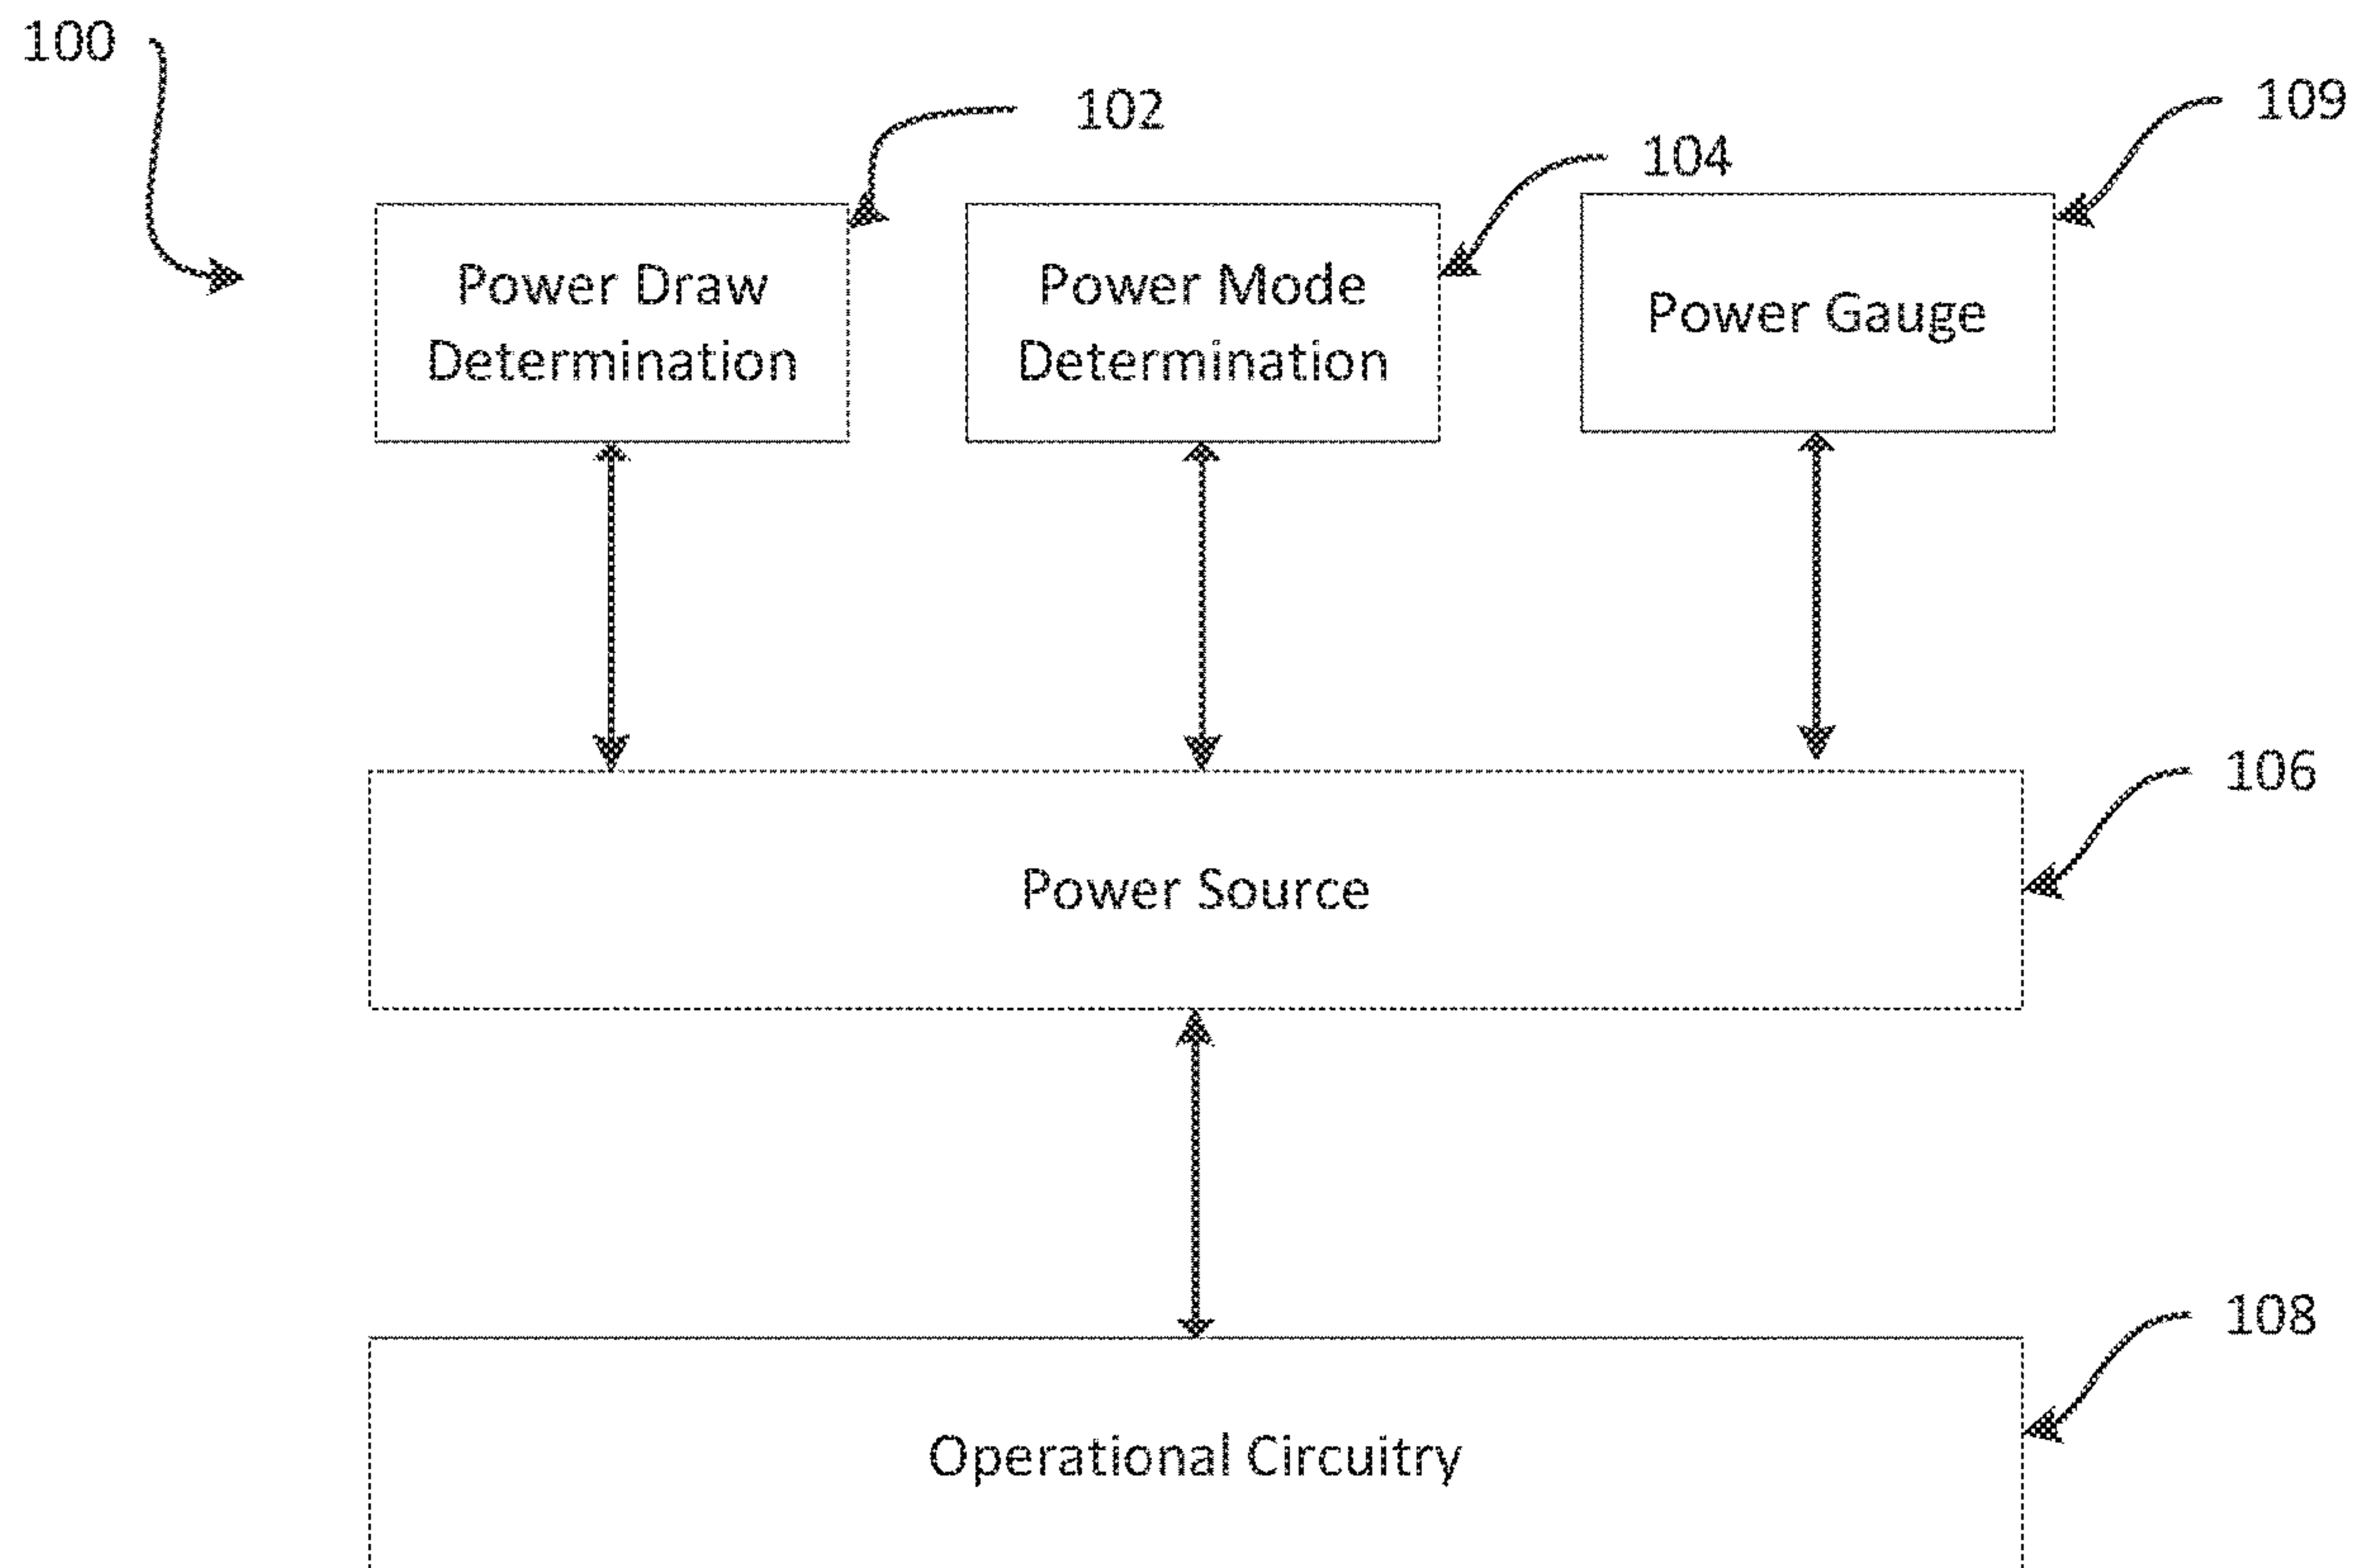 100
102
109
104
Power Draw
Determination
Power Mode
Determination
Power Gauge
106
Power Source
108
Operational Circuitry